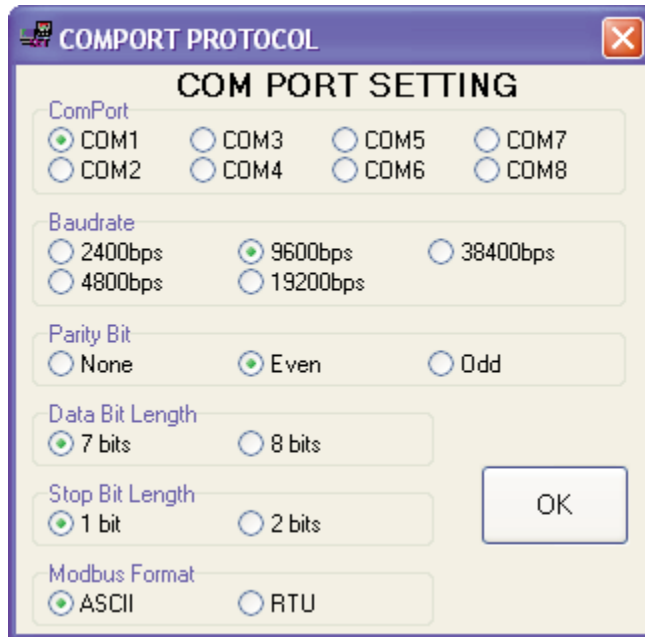 COMPORT PROTOCOL
COM PORT SETTING
ComPort
COM1 COM3 COM5 COM7
COM2 COM4 COM6 COM8
Baudrate
2400bps 9600bps 38400bps
4800bps 19200bps
Parity Bit
None Even Odd
Data Bit Length
7 bits 8 bits
Stop Bit Length
1 bit 2 bits
OK
Modbus Format
ASCII RTU